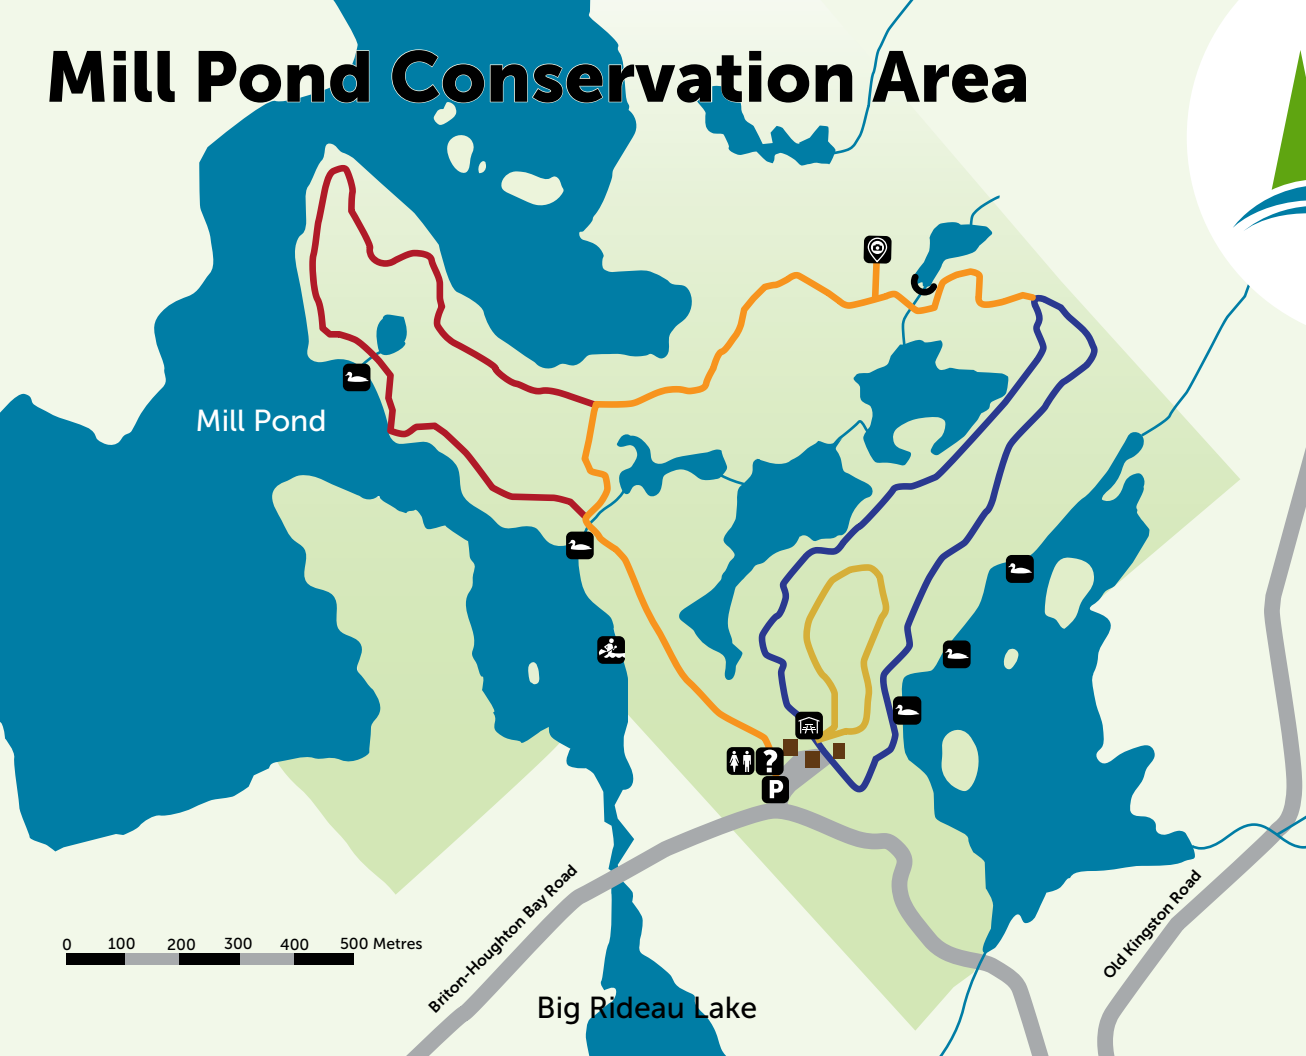 Mill Pond Conservation Area
Mill Pond
?
P
Briton-Houghton Bay Road
Old Kingston Road
0 100 200 300 400 500 Metres
Big Rideau Lake